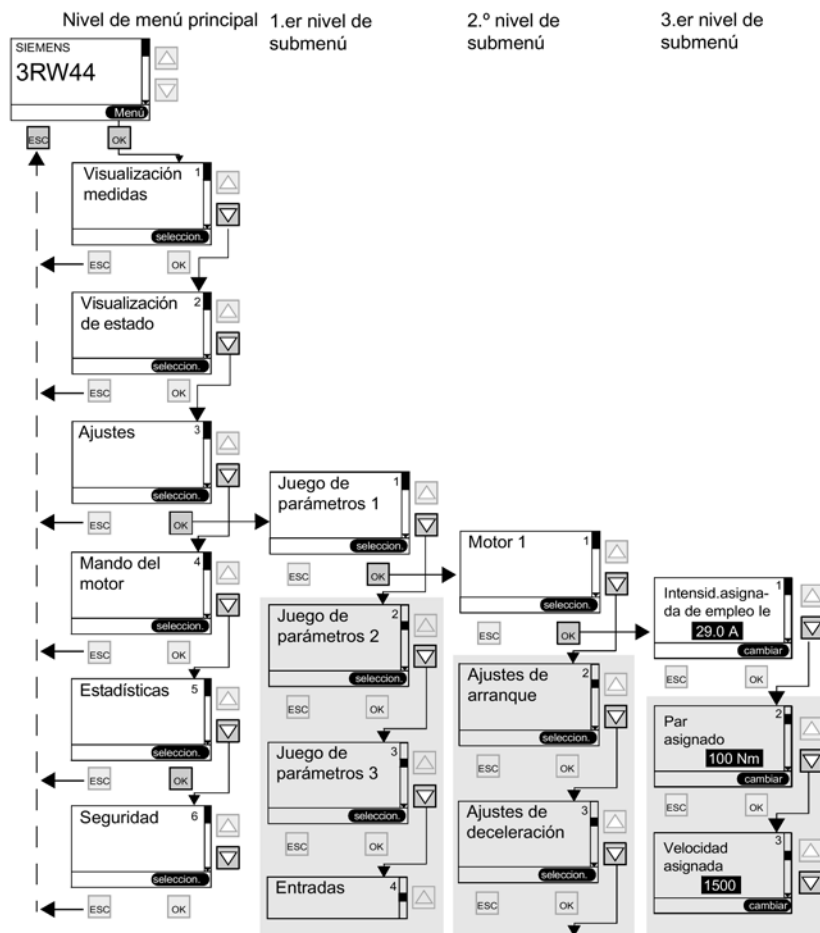 Nivel de menú principal
1.er nivel de
submenú
2.º nivel de
submenú
3.er nivel de
submenú
SIEMENS
3RW44
Menú
ESC
OK
Visualización
medidas
1
seleccion.
ESC
OK
Visualización
de estado
2
seleccion.
ESC
OK
Ajustes
3
seleccion.
ESC
OK
Mando del
motor
4
seleccion.
ESC
OK
Estadísticas
5
seleccion.
ESC
OK
Seguridad
6
seleccion.
ESC
OK
Juego de
parámetros 1
1
seleccion.
ESC
OK
Juego de
parámetros 2
2
seleccion.
ESC
OK
Juego de
parámetros 3
3
seleccion.
ESC
OK
Entradas
4
Motor 1
1
seleccion.
ESC
OK
Ajustes de
arranque
2
seleccion.
ESC
OK
Ajustes de
deceleración
3
seleccion.
ESC
OK
Intensid.asigna-
da de empleo Ie
1
29.0 A
cambiar
ESC
OK
Par
asignado
2
100 Nm
cambiar
ESC
OK
Velocidad
asignada
3
1500
cambiar
ESC
OK